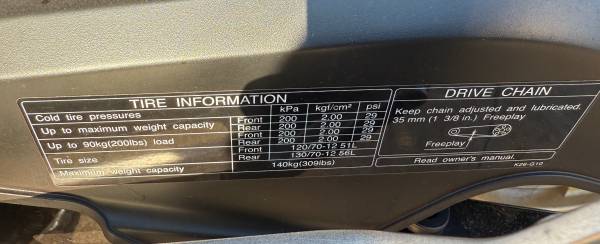 TIRE INFORMATION
Cold tire pressures kPa kgf/cm² psi
Up to maximum weight capacity Front 200 2.00 29
Rear 200 2.00 29
Up to 90kg(200lbs) load Front 200 2.00 29
Rear 200 2.00 29
Tire size Front 120/70-12 51L
Rear 130/70-12 56L
Maximum weight capacity 140kg(309lbs)
DRIVE CHAIN
Keep chain adjusted and lubricated.
35 mm (1 3/8 in.) Freeplay
Freeplay
Read owner's manual.
K26-G10